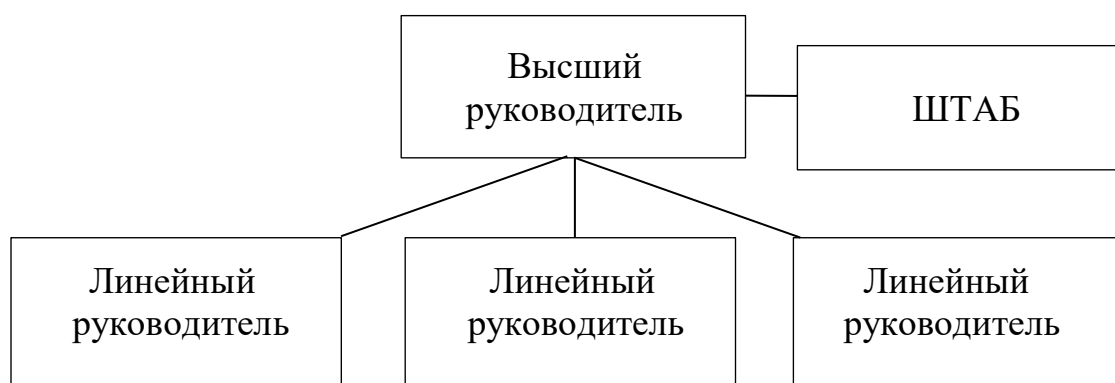 Высший
руководитель
ШТАБ
Линейный
руководитель
Линейный
руководитель
Линейный
руководитель